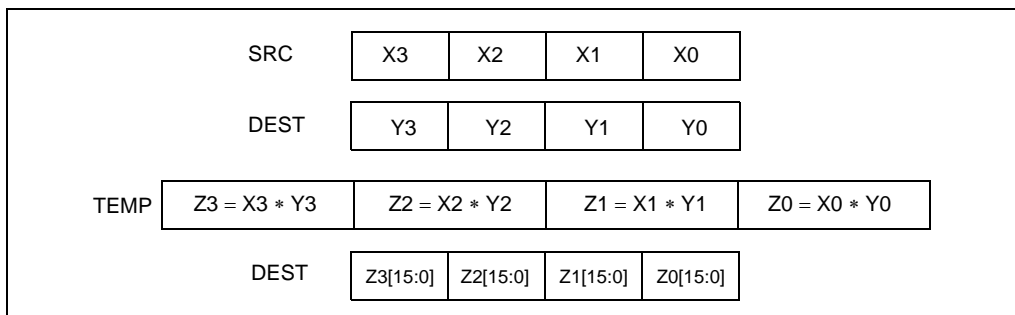 SRC X3 X2 X1 X0
DEST Y3 Y2 Y1 Y0
TEMP Z3 = X3 ∗ Y3 Z2 = X2 ∗ Y2 Z1 = X1 ∗ Y1 Z0 = X0 ∗ Y0
DEST Z3[15:0] Z2[15:0] Z1[15:0] Z0[15:0]